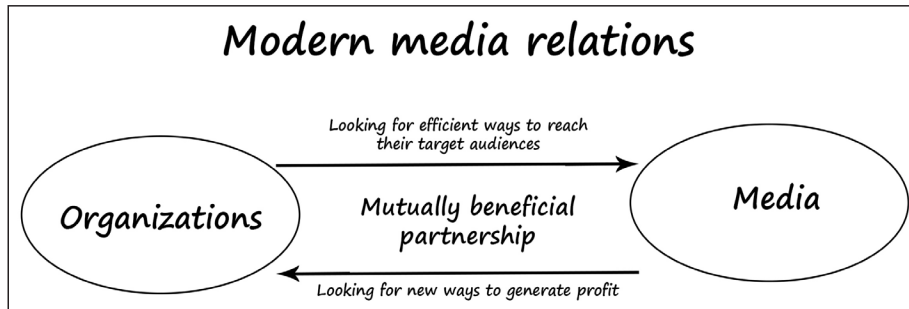 Modern media relations
Looking for efficient ways to reach
their target audiences
Organizations
Mutually beneficial
partnership
Media
Looking for new ways to generate profit